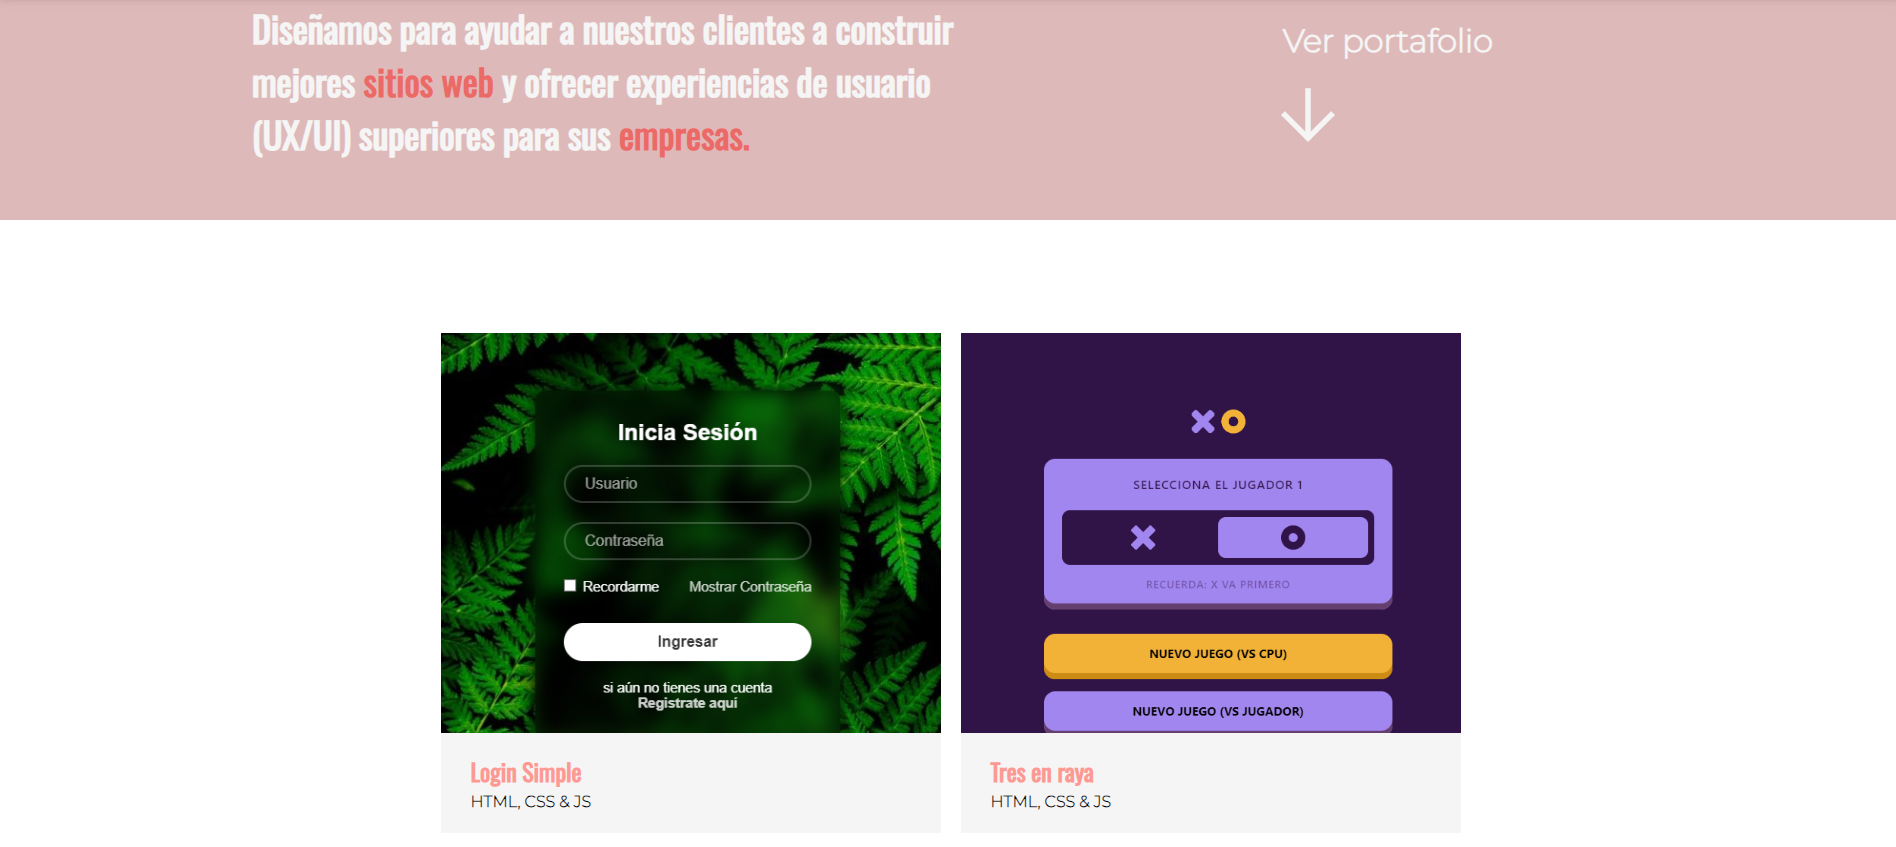 Diseñamos para ayudar a nuestros clientes a construir
mejores sitios web y ofrecer experiencias de usuario
(UX/UI) superiores para sus empresas.
Ver portafolio
Inicia Sesión
Usuario
Contraseña
Recordarme Mostrar Contraseña
Ingresar
si aún no tienes una cuenta
Registrate aquí
Login Simple
HTML, CSS & JS
SELECCIONA EL JUGADOR 1
RECUERDA: X VA PRIMERO
NUEVO JUEGO (VS CPU)
NUEVO JUEGO (VS JUGADOR)
Tres en raya
HTML, CSS & JS